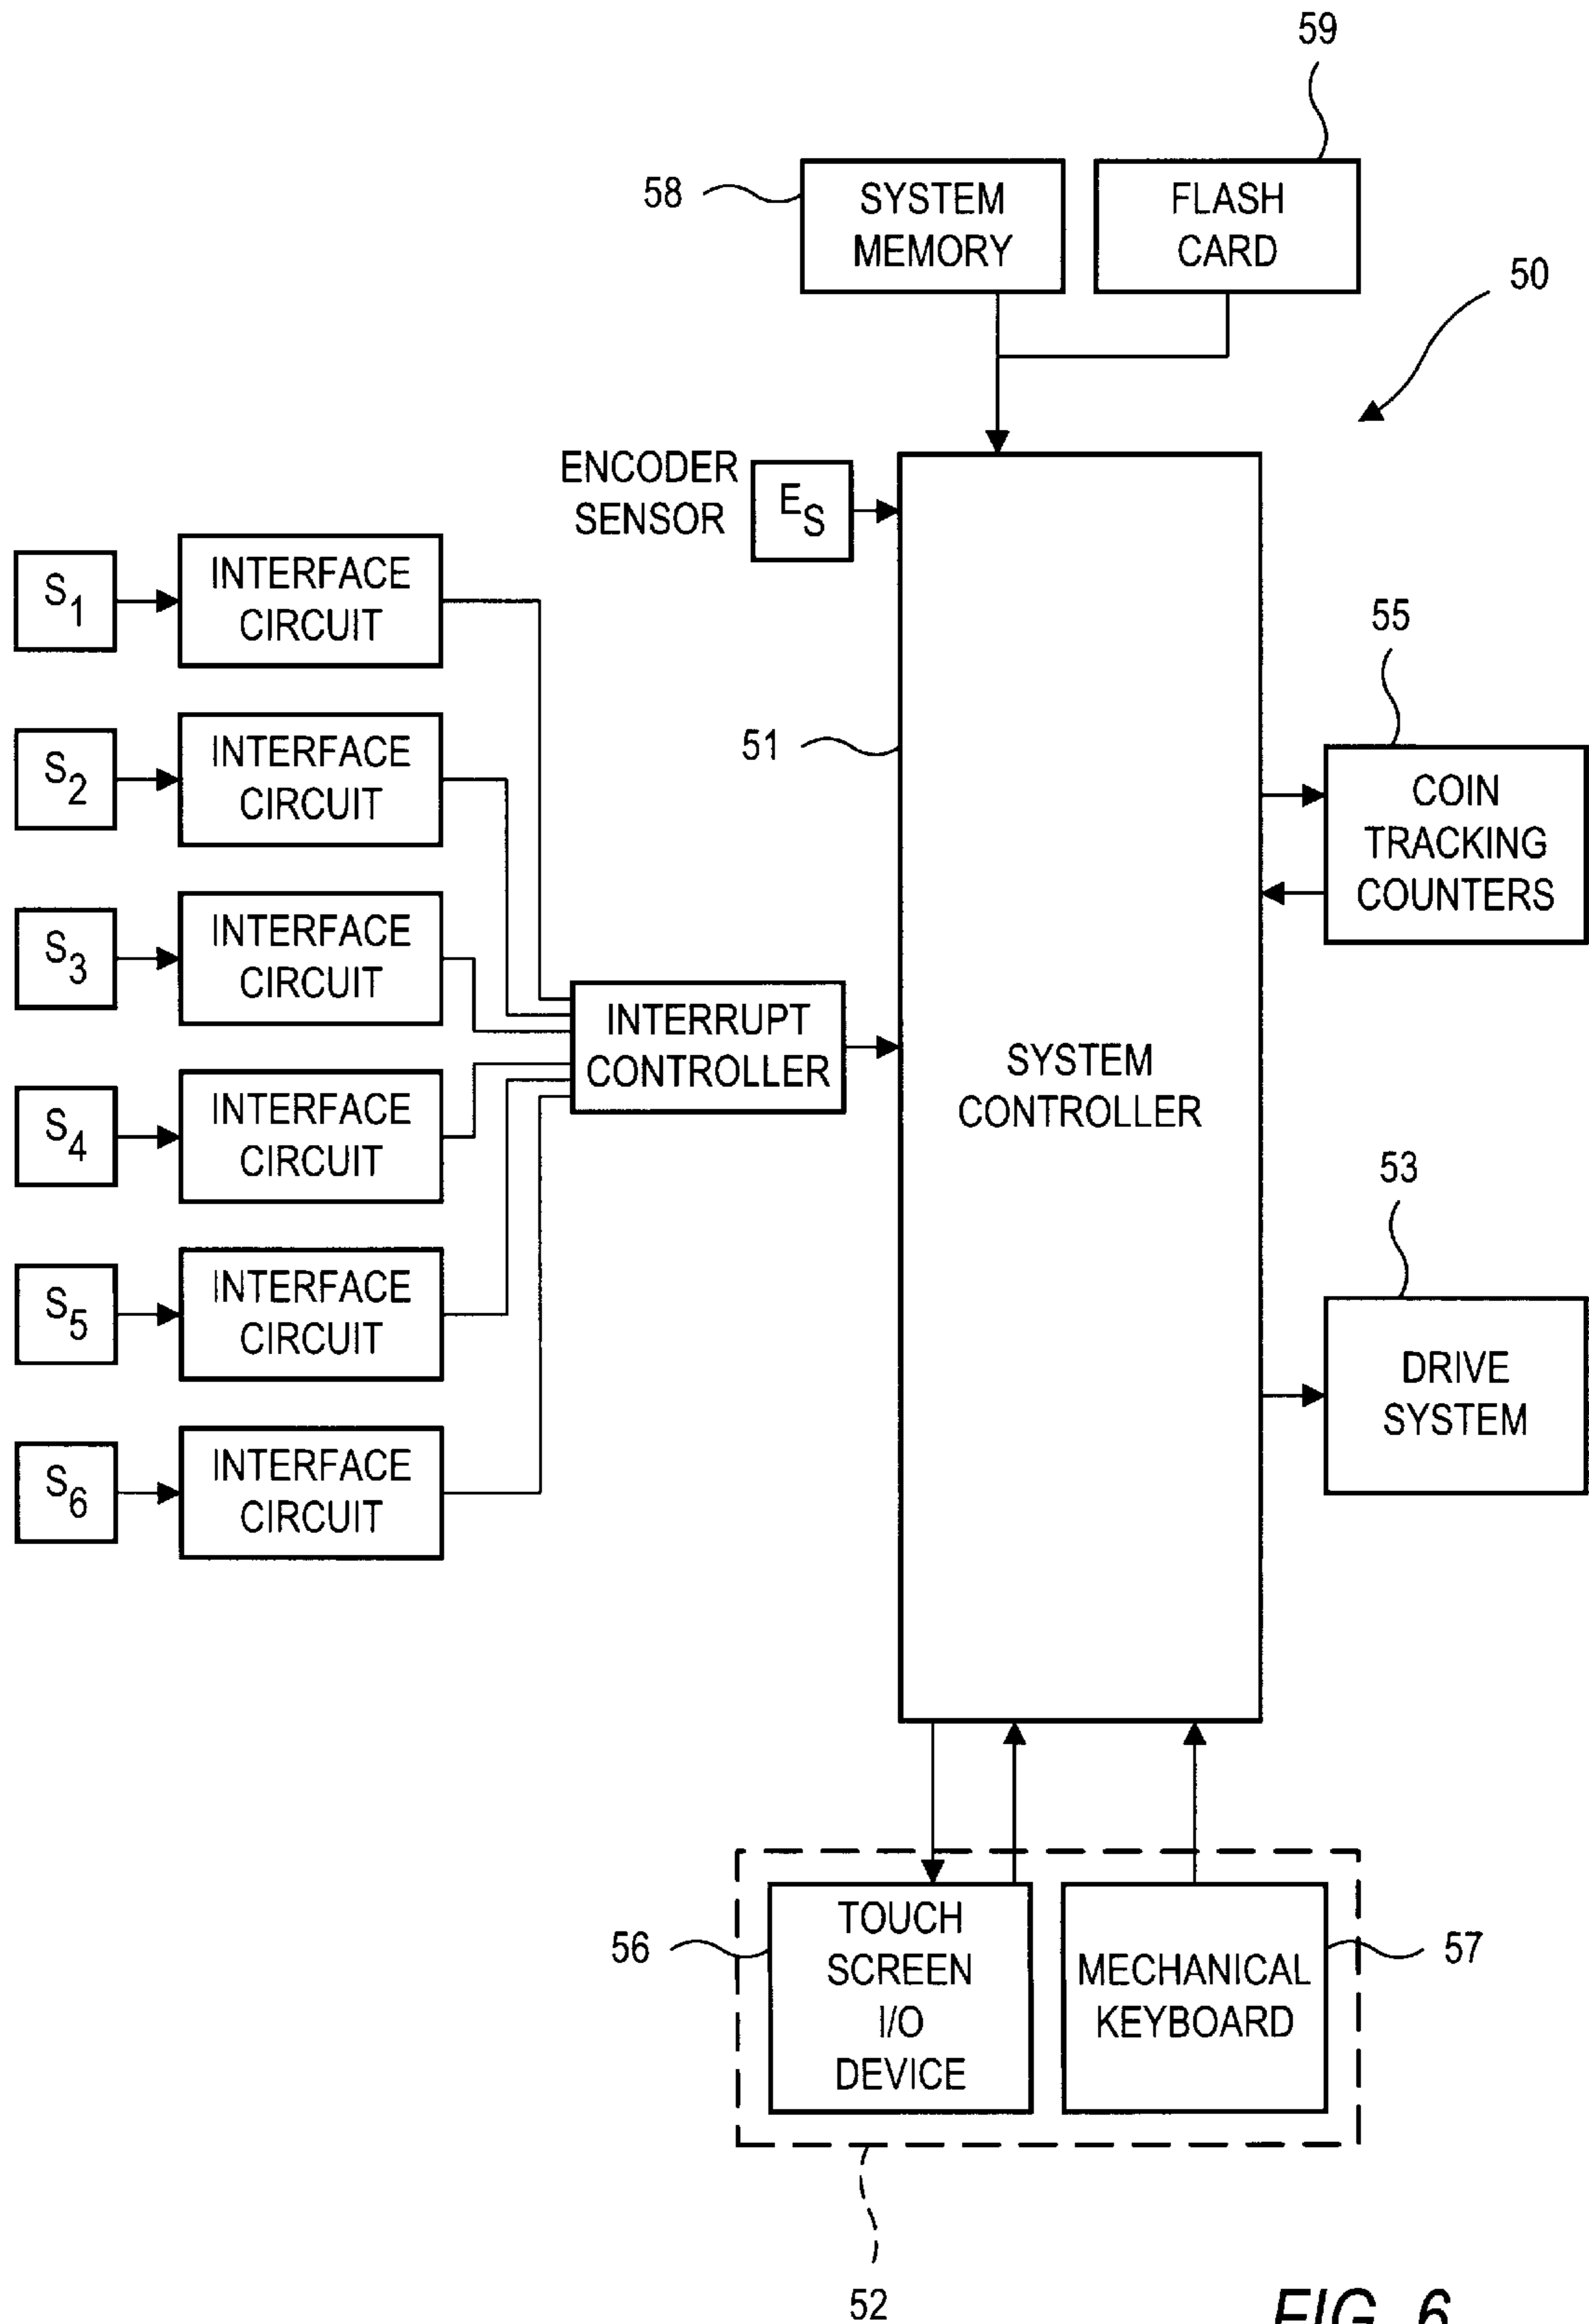 59
58
SYSTEM
MEMORY
FLASH
CARD
50
ENCODER
SENSOR
E_S
S_1
INTERFACE
CIRCUIT
55
S_2
INTERFACE
CIRCUIT
51
COIN
TRACKING
COUNTERS
S_3
INTERFACE
CIRCUIT
INTERRUPT
CONTROLLER
SYSTEM
CONTROLLER
S_4
INTERFACE
CIRCUIT
53
S_5
INTERFACE
CIRCUIT
DRIVE
SYSTEM
S_6
INTERFACE
CIRCUIT
56
TOUCH
SCREEN
I/O
DEVICE
MECHANICAL
KEYBOARD
57
52
FIG. 6